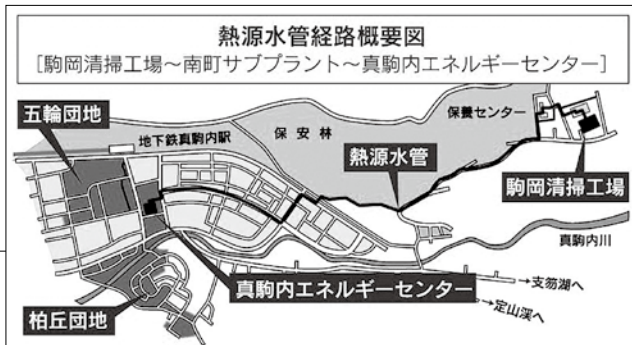 熱源水管経路概要図
[駒岡清掃工場〜南町サブプラント〜真駒内エネルギーセンター]
五輪団地
地下鉄真駒内駅
保安林
保養センター
熱源水管
駒岡清掃工場
真駒内川
真駒内エネルギーセンター
→支笏湖へ
→定山渓へ
柏丘団地